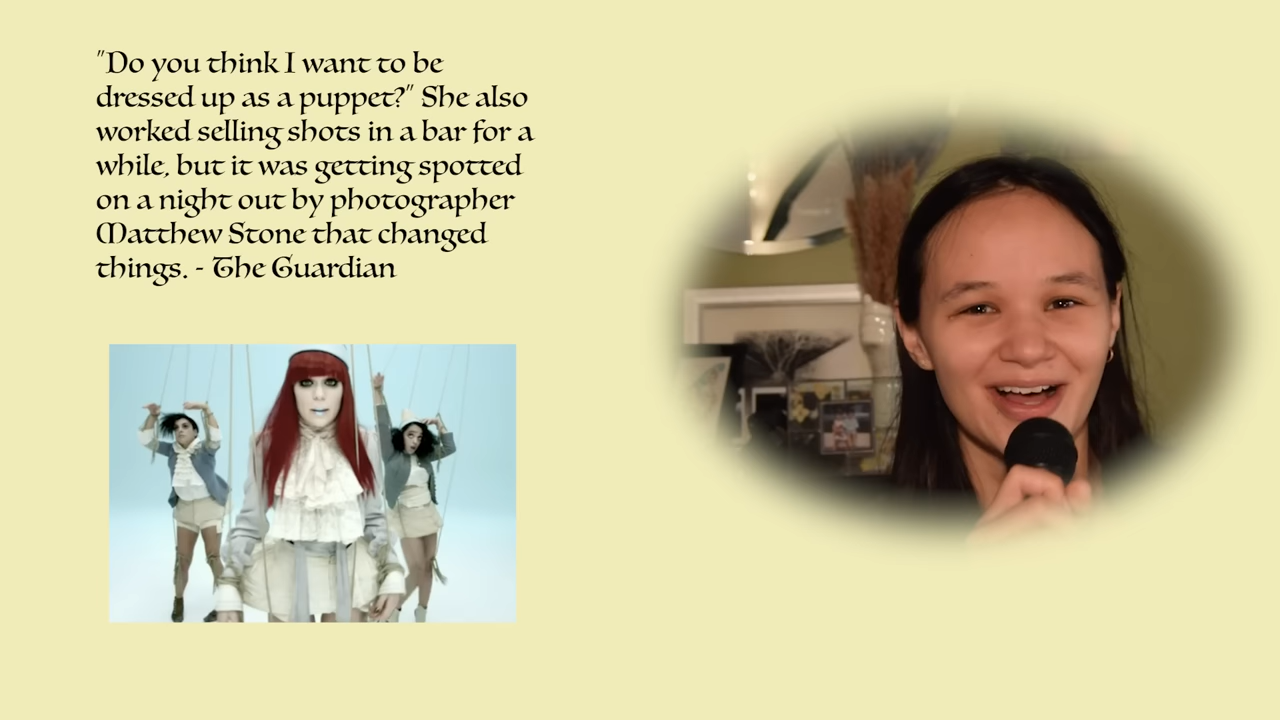 "Do you think I want to be
dressed up as a puppet?" She also
worked selling shots in a bar for a
while, but it was getting spotted
on a night out by photographer
Matthew Stone that changed
things. - The Guardian